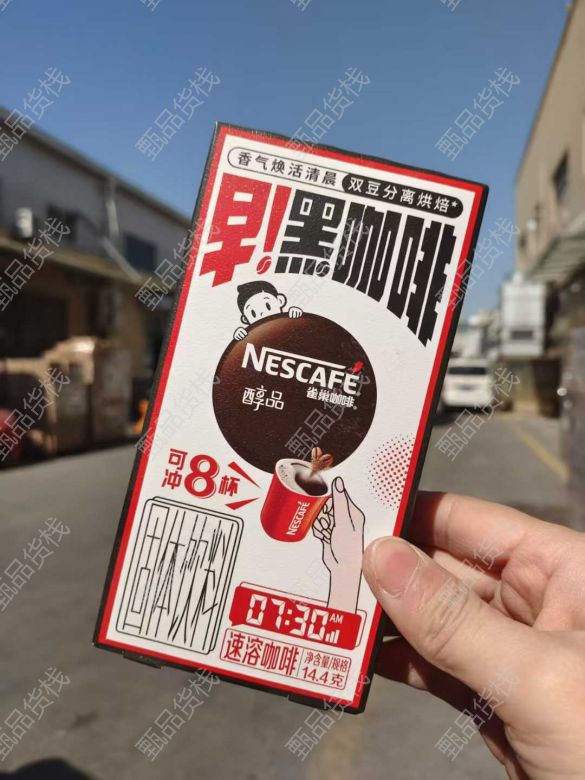 香气焕活清晨 双豆分离烘焙*
早!黑咖啡
NESCAFÉ
醇品 雀巢咖啡®
可
冲8杯
NESCAFÉ
固体饮料
07:30AM
速溶咖啡 净含量/规格
14.4克
甄品货栈